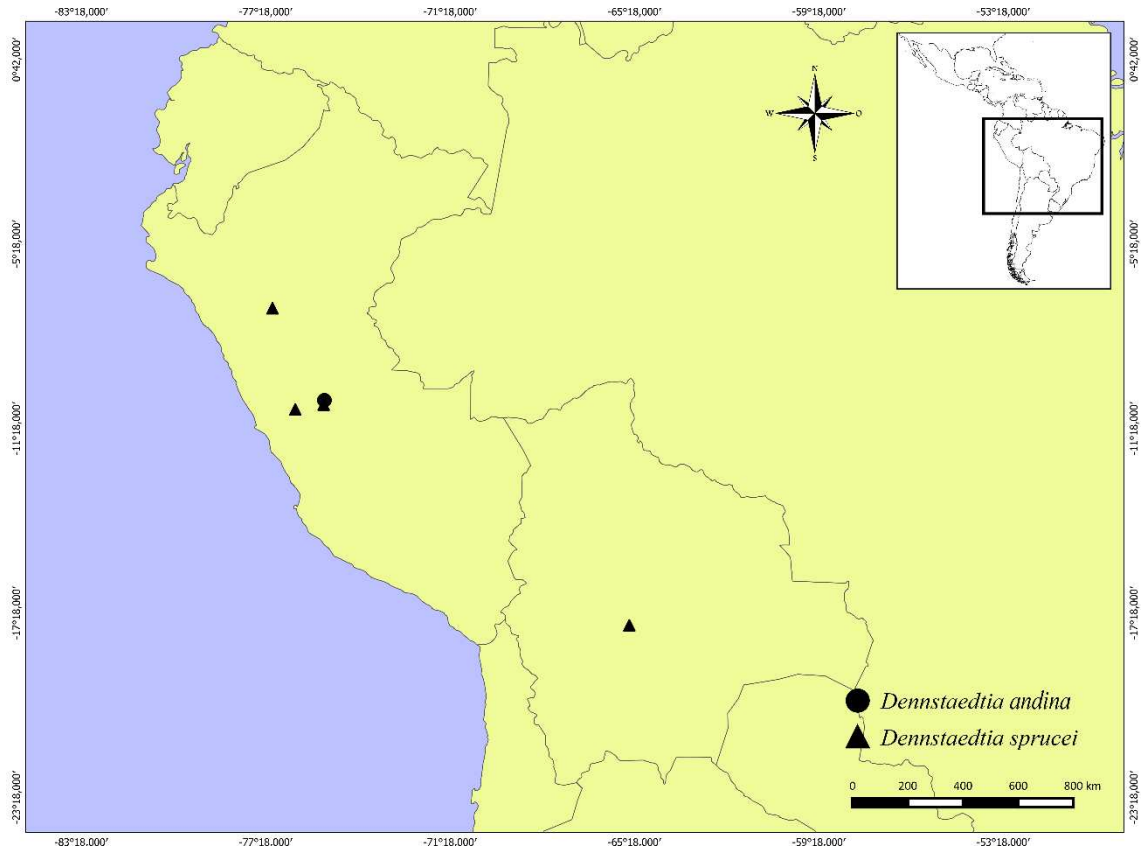 -83°18,000' -77°18,000' -71°18,000' -65°18,000' -59°18,000' -53°18,000'
0°42,000' 0°42,000'
N
W O
S
-5°18,000' -5°18,000'
-11°18,000' -11°18,000'
-17°18,000' -17°18,000'
Dennstaedtia andina
Dennstaedtia sprucei
0 200 400 600 800 km
-23°18,000' -23°18,000'
-83°18,000' -77°18,000' -71°18,000' -65°18,000' -59°18,000' -53°18,000'